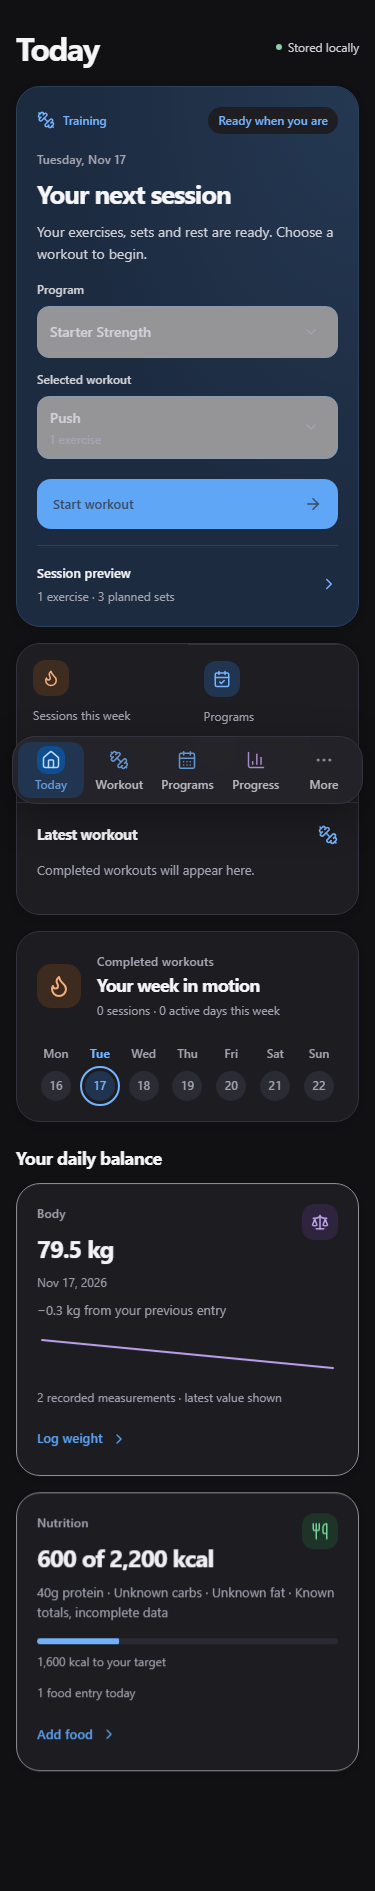 Today
Stored locally
Training
Ready when you are
Tuesday, Nov 17
Your next session
Your exercises, sets and rest are ready. Choose a
workout to begin.
Program
Starter Strength
Selected workout
Push
1 exercise
Start workout
Session preview
1 exercise · 3 planned sets
Sessions this week
Programs
Today
Workout
Programs
Progress
More
Latest workout
Completed workouts will appear here.
Completed workouts
Your week in motion
0 sessions · 0 active days this week
Mon Tue Wed Thu Fri Sat Sun
16 17 18 19 20 21 22
Your daily balance
Body
79.5 kg
Nov 17, 2026
−0.3 kg from your previous entry
2 recorded measurements · latest value shown
Log weight
Nutrition
600 of 2,200 kcal
40g protein · Unknown carbs · Unknown fat · Known
totals, incomplete data
1,600 kcal to your target
1 food entry today
Add food